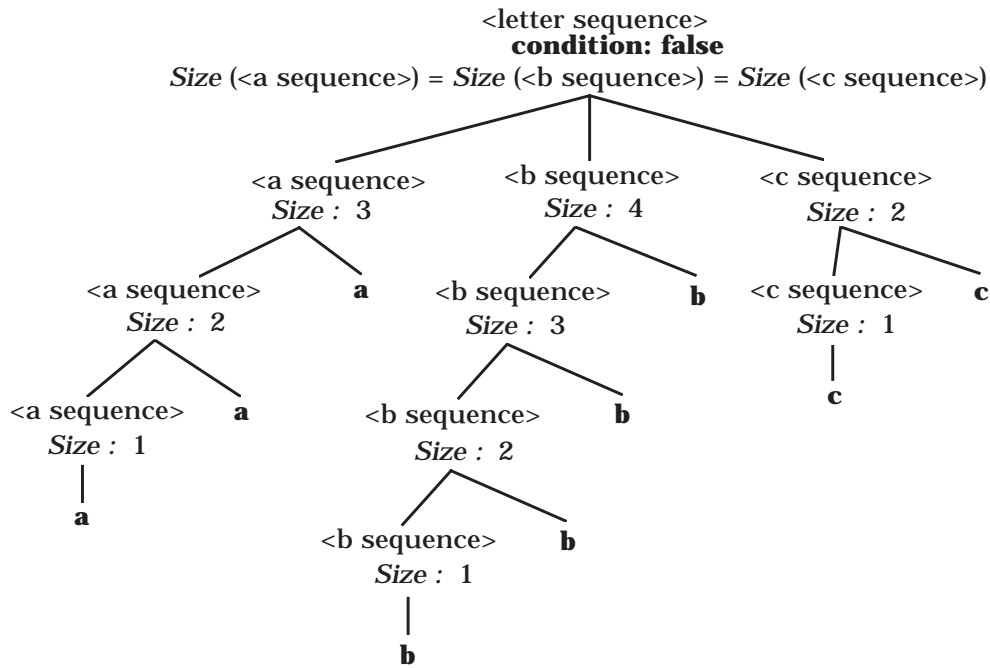 <letter sequence>
condition: false
Size (<a sequence>) = Size (<b sequence>) = Size (<c sequence>)
<a sequence> <b sequence> <c sequence>
Size : 3 Size : 4 Size : 2
<a sequence> a <b sequence> b <c sequence> c
Size : 2 Size : 3 Size : 1
<a sequence> a <b sequence> b c
Size : 1 Size : 2
a <b sequence> b
Size : 1
b